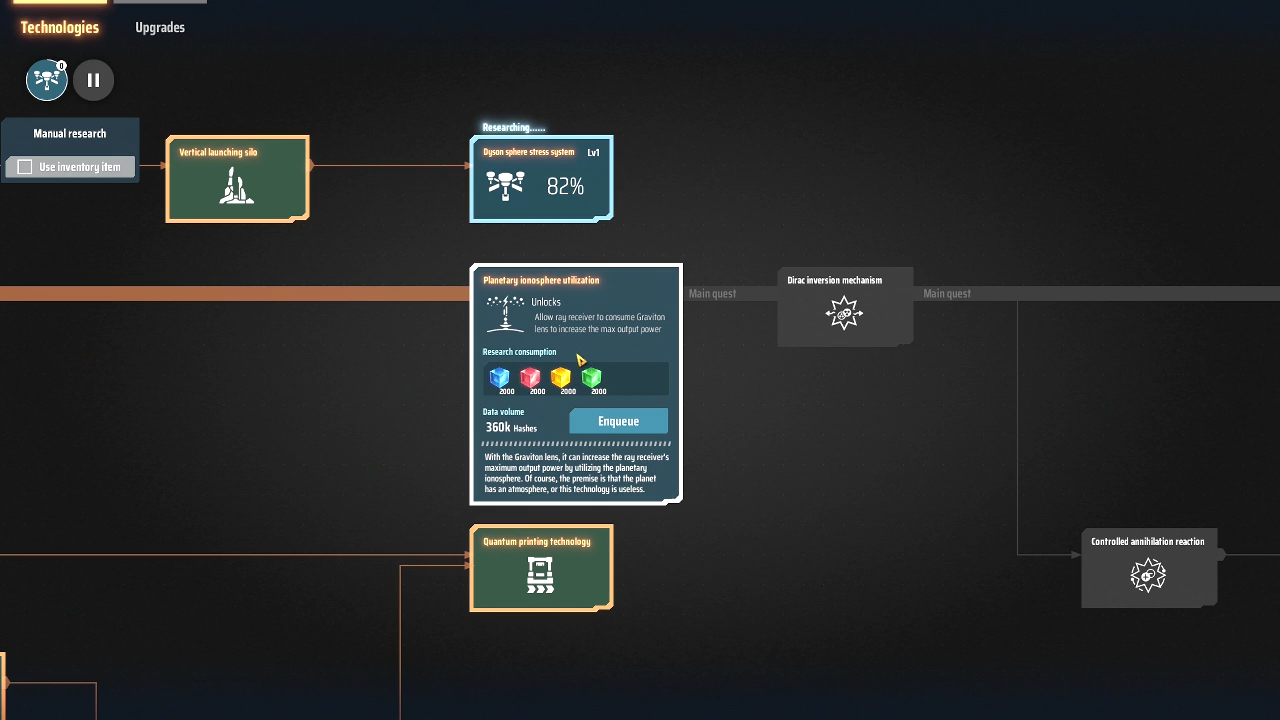 Technologies
Upgrades
0
Manual research
Use inventory item
Vertical launching silo
Researching......
Dyson sphere stress system Lv1
82%
Planetary ionosphere utilization
Unlocks
Allow ray receiver to consume Graviton
lens to increase the max output power
Research consumption
2000 2000 2000 2000
Data volume
360k Hashes
Enqueue
With the Graviton lens, it can increase the ray receiver's
maximum output power by utilizing the planetary
ionosphere. Of course, the premise is that the planet
has an atmosphere, or this technology is useless.
Main quest
Dirac inversion mechanism
Main quest
Quantum printing technology
Controlled annihilation reaction